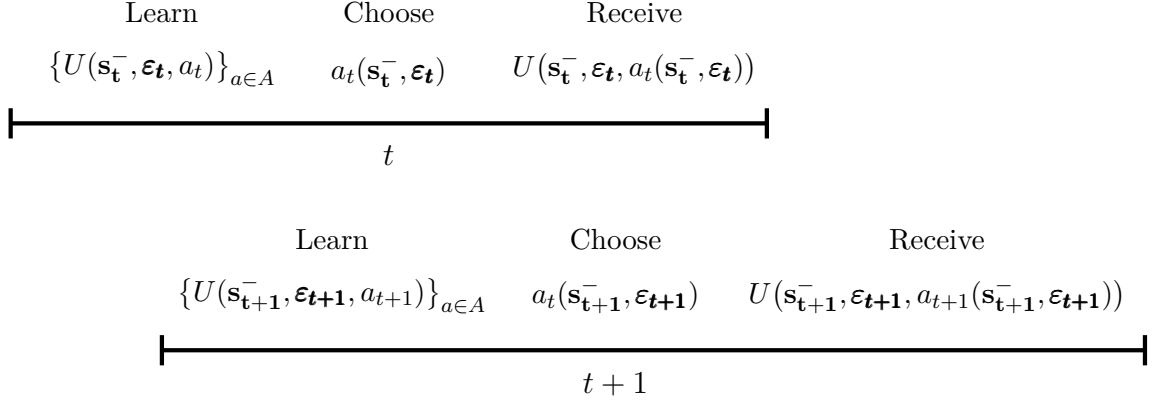 Learn Choose Receive
{U(s_t^-, ε_t, a_t)}_{a∈A} a_t(s_t^-, ε_t) U(s_t^-, ε_t, a_t(s_t^-, ε_t))
t
Learn Choose Receive
{U(s_{t+1}^-, ε_{t+1}, a_{t+1})}_{a∈A} a_t(s_{t+1}^-, ε_{t+1}) U(s_{t+1}^-, ε_{t+1}, a_{t+1}(s_{t+1}^-, ε_{t+1}))
t + 1